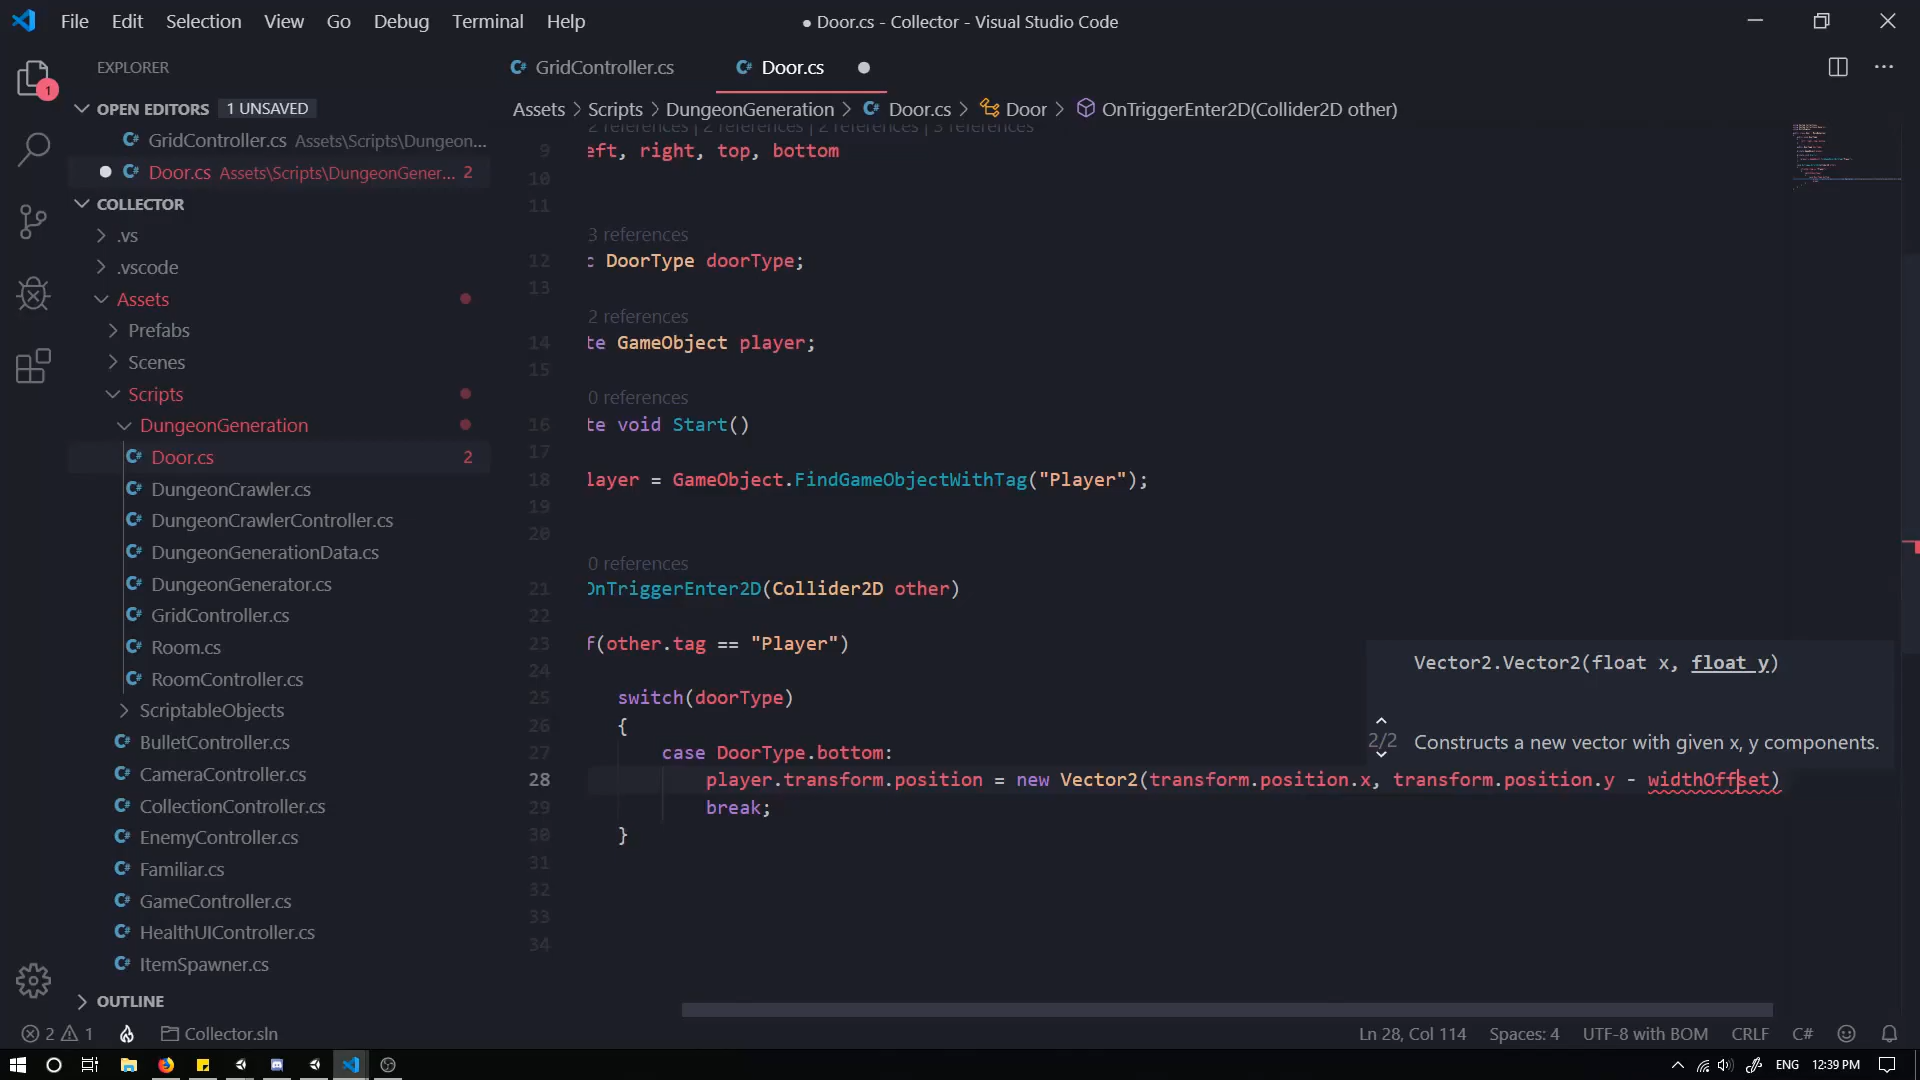 File Edit Selection View Go Debug Terminal Help
● Door.cs - Collector - Visual Studio Code
EXPLORER
1
OPEN EDITORS 1 UNSAVED
GridController.cs Assets\Scripts\Dungeon...
Door.cs Assets\Scripts\DungeonGener... 2
COLLECTOR
.vs
.vscode
Assets
Prefabs
Scenes
Scripts
DungeonGeneration
Door.cs 2
DungeonCrawler.cs
DungeonCrawlerController.cs
DungeonGenerationData.cs
DungeonGenerator.cs
GridController.cs
Room.cs
RoomController.cs
ScriptableObjects
BulletController.cs
CameraController.cs
CollectionController.cs
EnemyController.cs
Familiar.cs
GameController.cs
HealthUIController.cs
ItemSpawner.cs
OUTLINE
GridController.cs Door.cs
Assets > Scripts > DungeonGeneration > Door.cs > Door > OnTriggerEnter2D(Collider2D other)
2 references | 2 references | 2 references | 3 references
9 eft, right, top, bottom
10
11
3 references
12 c DoorType doorType;
13
2 references
14 te GameObject player;
15
0 references
16 te void Start()
17
18 layer = GameObject.FindGameObjectWithTag("Player");
19
20
0 references
21 OnTriggerEnter2D(Collider2D other)
22
23 f(other.tag == "Player")
24
25 switch(doorType)
26 {
27 case DoorType.bottom:
28 player.transform.position = new Vector2(transform.position.x, transform.position.y - widthOffset)
29 break;
30 }
31
32
33
34
Vector2.Vector2(float x, float y)
2/2 Constructs a new vector with given x, y components.
2 1 Collector.sln
Ln 28, Col 114 Spaces: 4 UTF-8 with BOM CRLF C#
ENG 12:39 PM